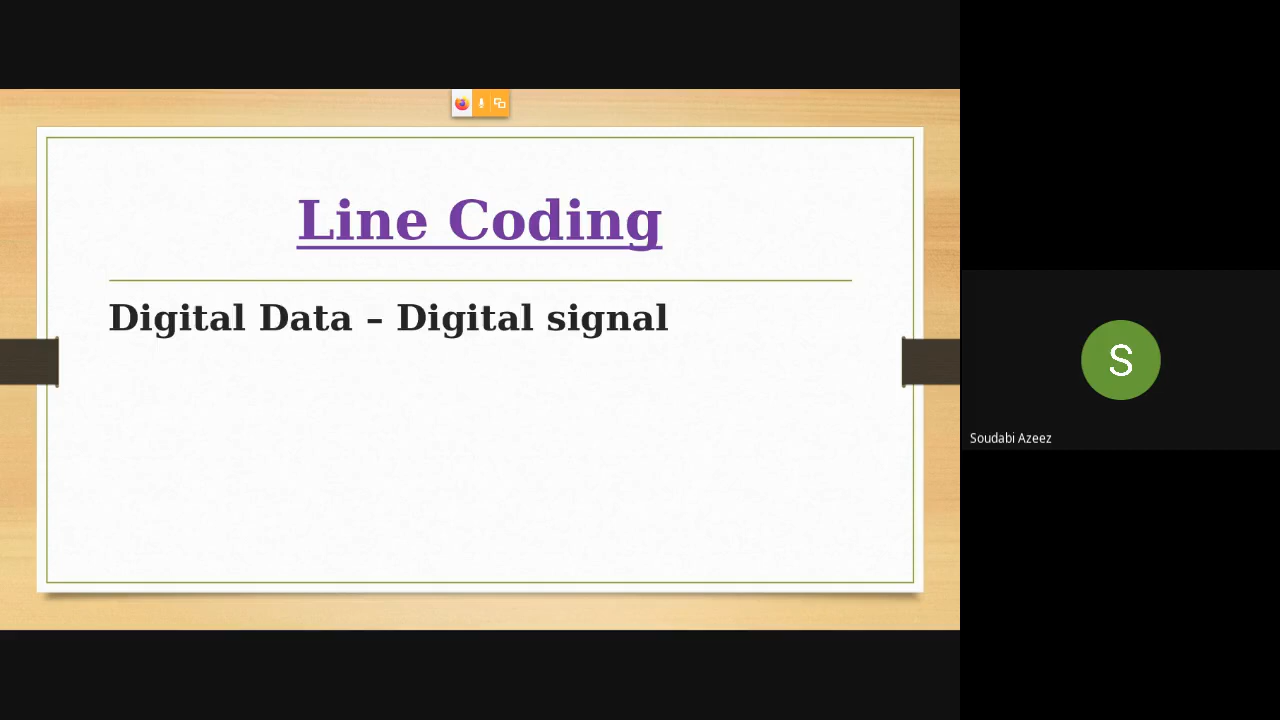 Line Coding
Digital Data – Digital signal
S
Soudabi Azeez